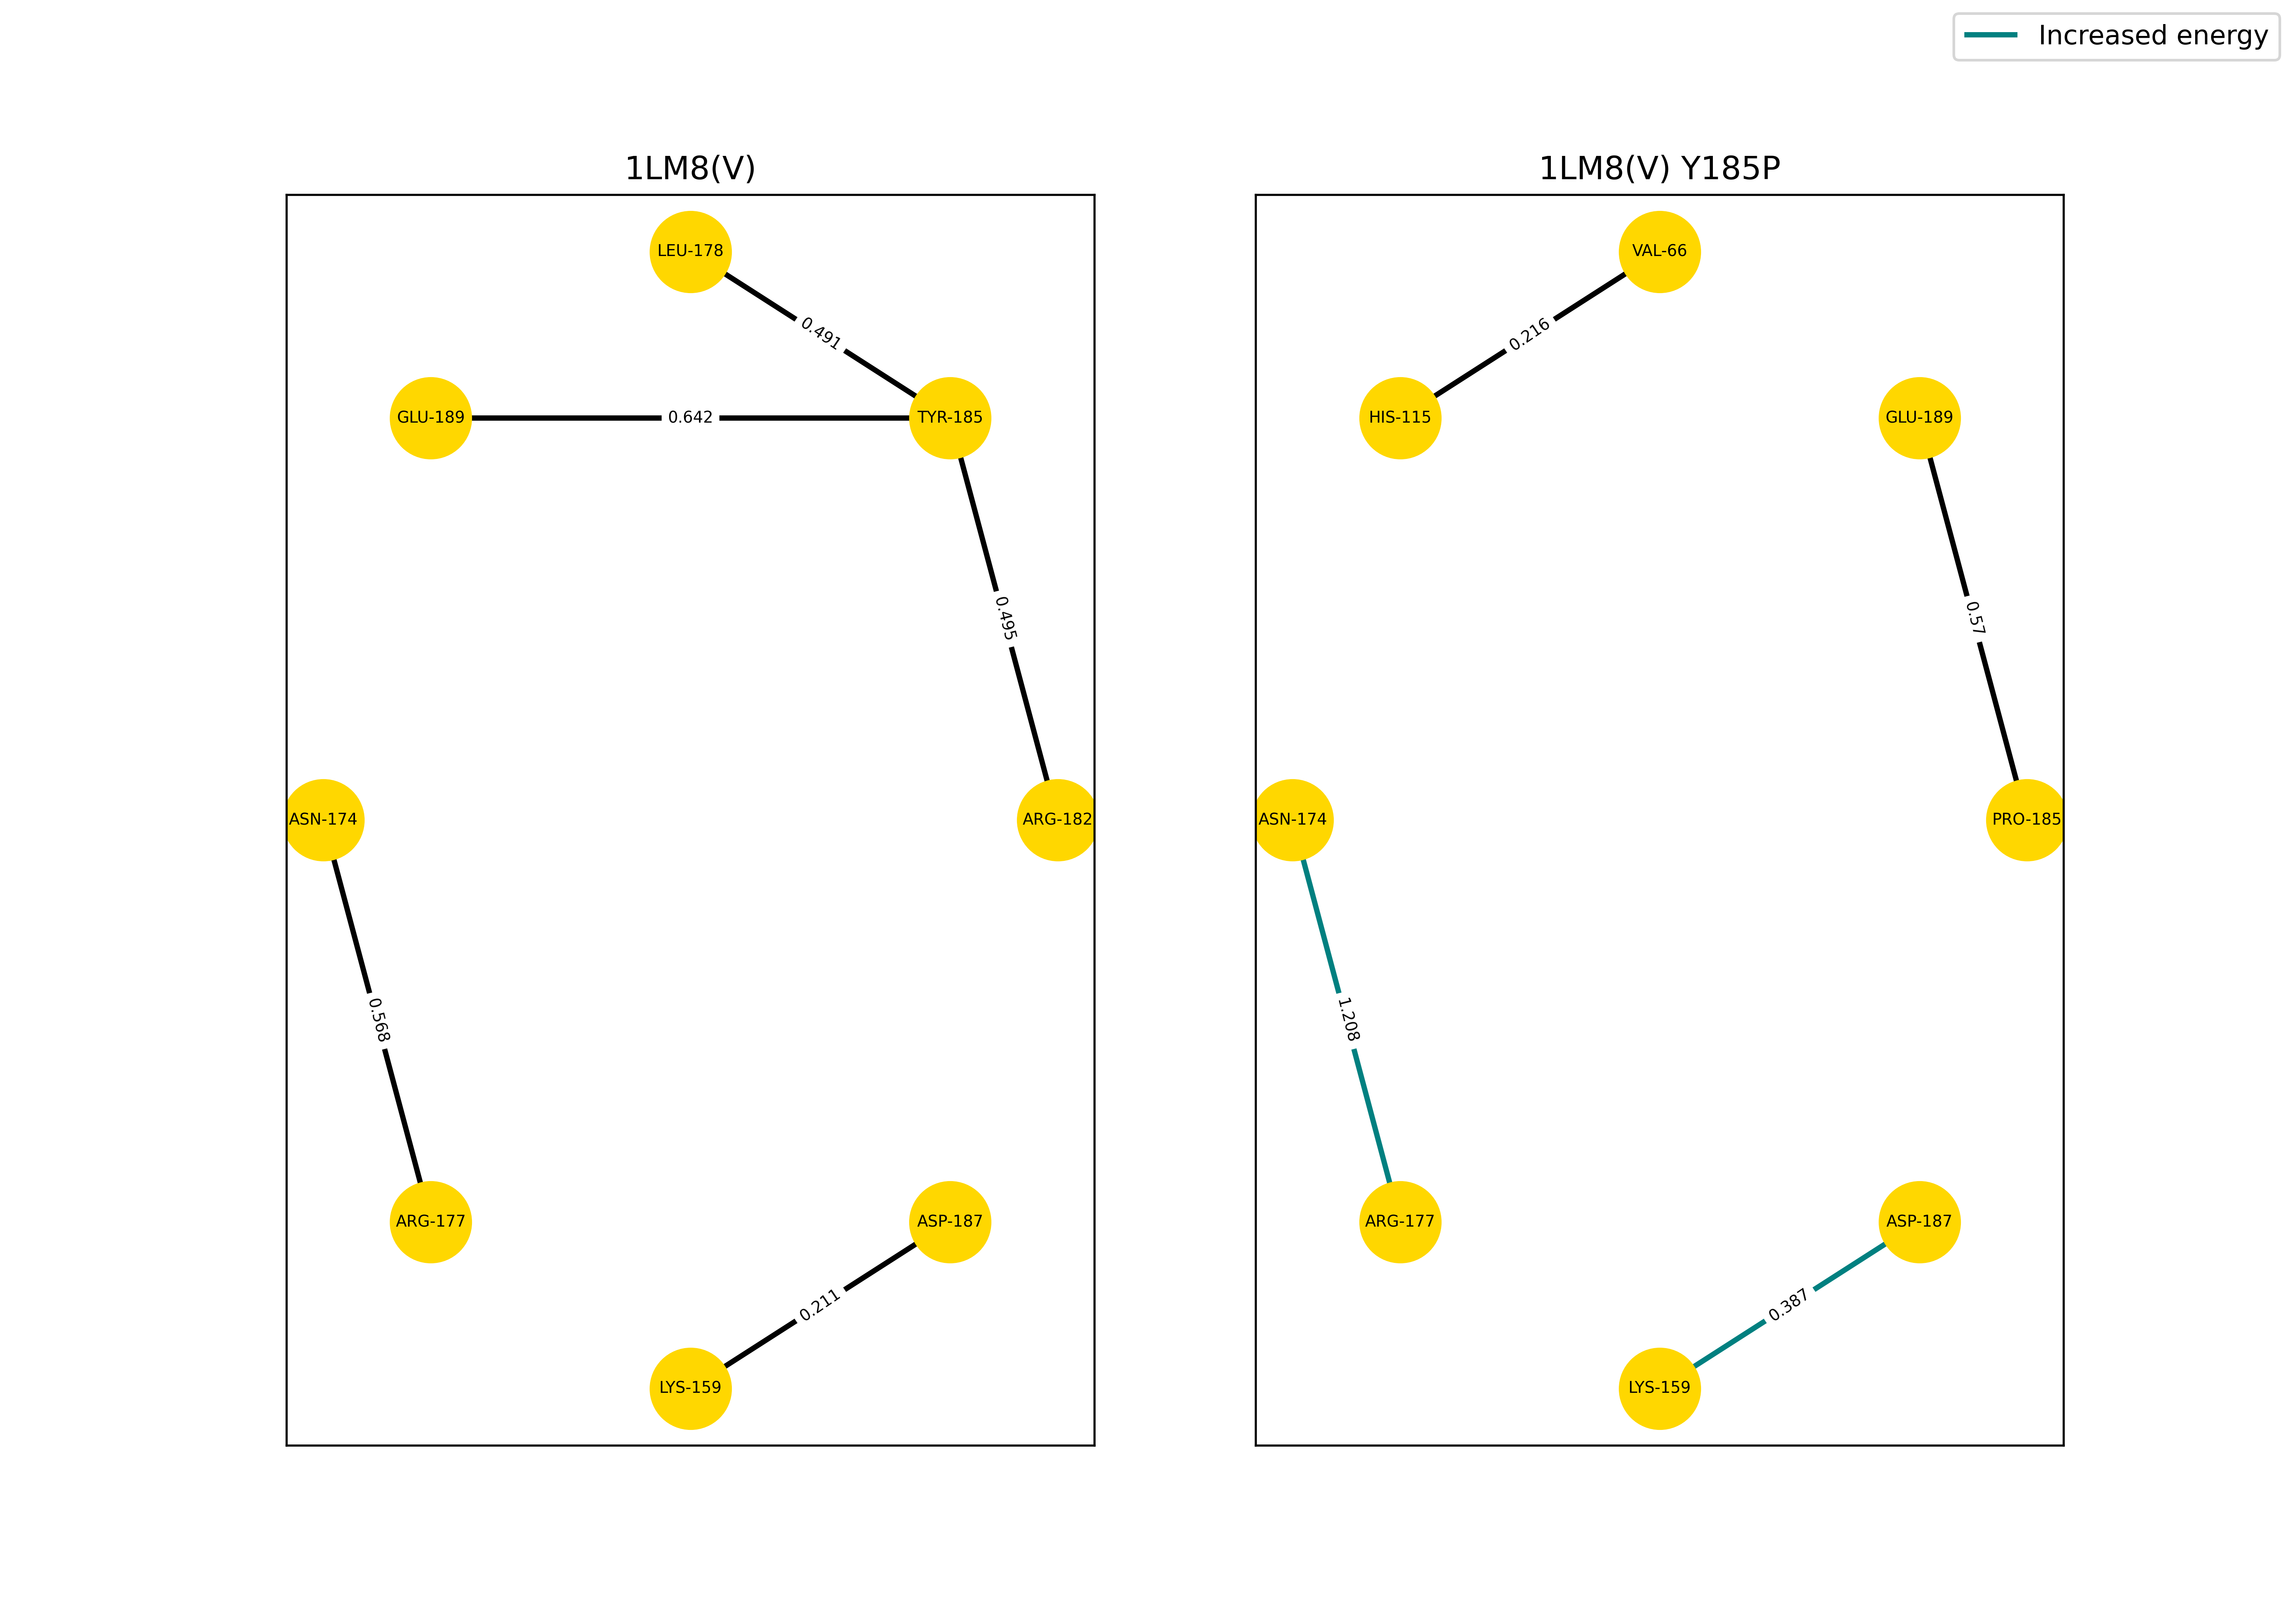 Increased energy
1LM8(V)
LEU-178
0.491
GLU-189
0.642
TYR-185
0.495
ASN-174
ARG-182
0.568
ARG-177
ASP-187
0.211
LYS-159
1LM8(V) Y185P
VAL-66
0.216
HIS-115
GLU-189
0.57
ASN-174
PRO-185
1.208
ARG-177
ASP-187
0.387
LYS-159